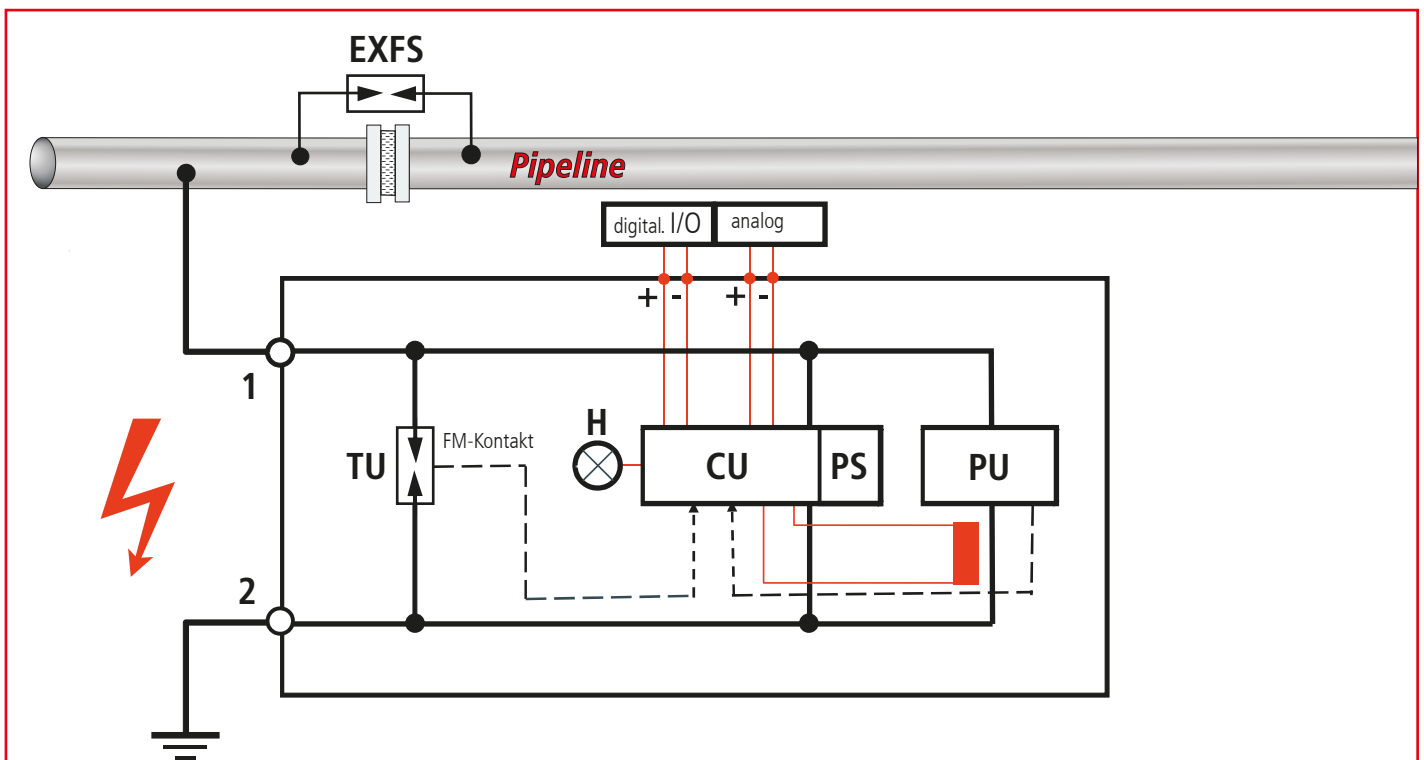 EXFS
Pipeline
digital. I/O
analog
+ - + -
1
H
FM-Kontakt
TU
CU
PS
PU
2